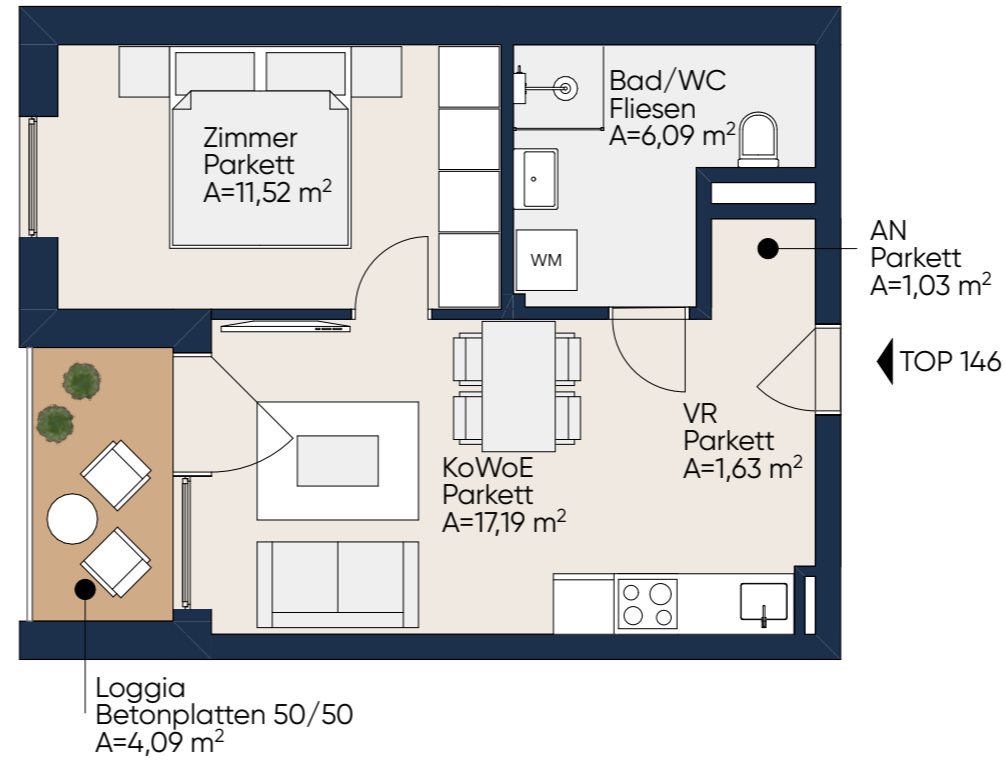 Zimmer
Parkett
A=11,52 m²
Bad/WC
Fliesen
A=6,09 m²
WM
AN
Parkett
A=1,03 m²
TOP 146
VR
Parkett
A=1,63 m²
KoWoE
Parkett
A=17,19 m²
Loggia
Betonplatten 50/50
A=4,09 m²